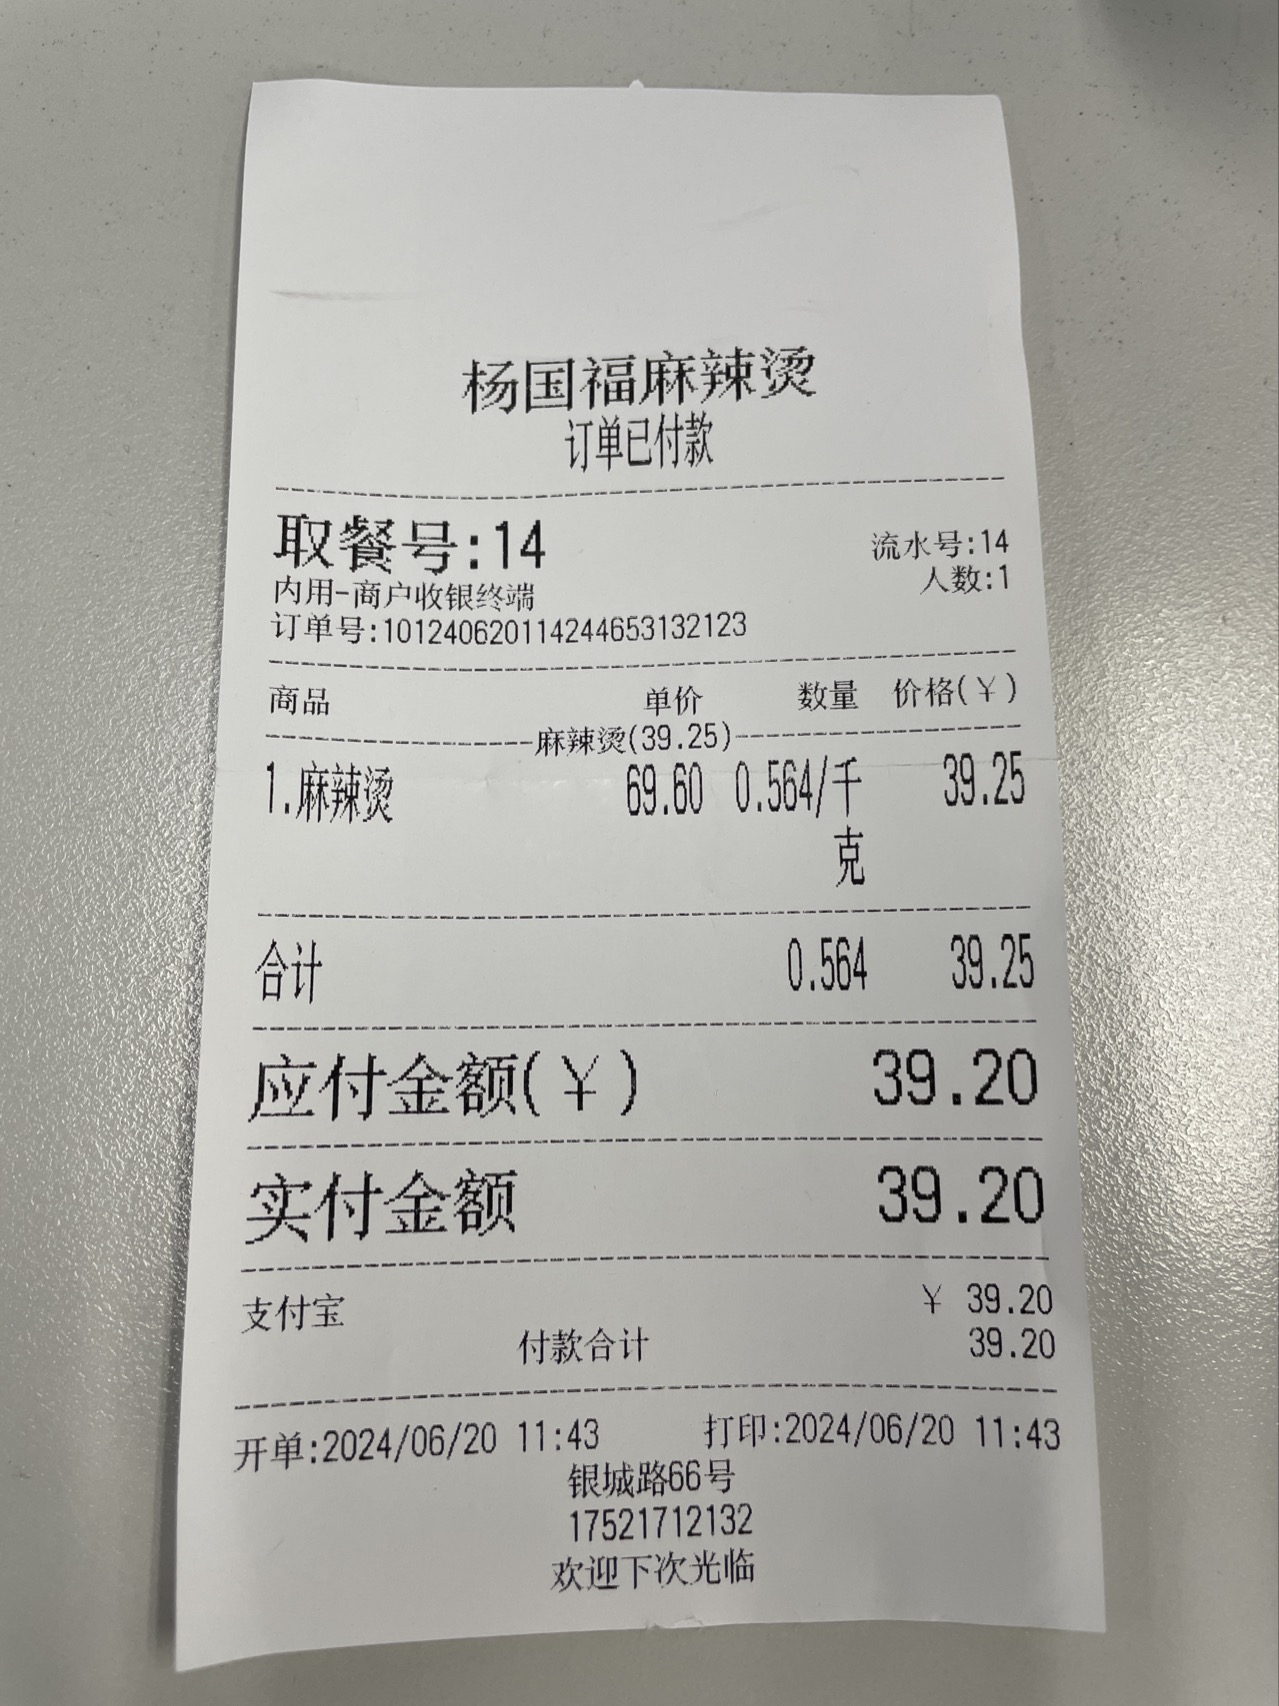 杨国福麻辣烫
订单已付款
取餐号:14
流水号:14
人数:1
内用-商户收银终端
订单号:101240620114244653132123
商品 单价 数量 价格(¥)
麻辣烫(39.25)
1.麻辣烫 69.60 0.564/千克 39.25
合计 0.564 39.25
应付金额(¥) 39.20
实付金额 39.20
支付宝 ¥ 39.20
付款合计 39.20
开单:2024/06/20 11:43 打印:2024/06/20 11:43
银城路66号
17521712132
欢迎下次光临